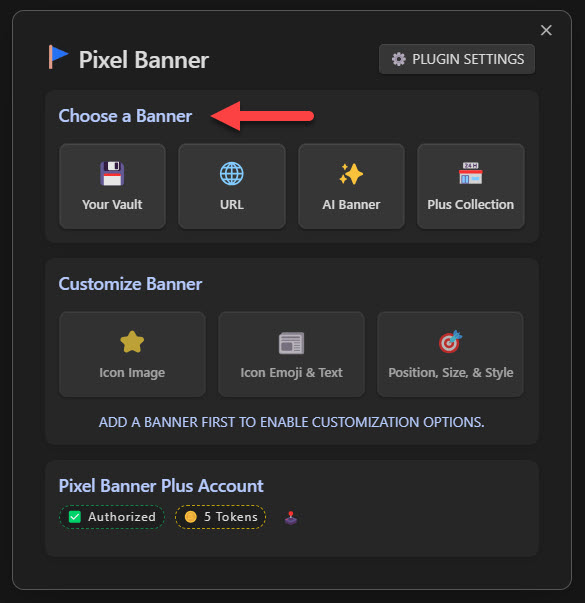 Pixel Banner
PLUGIN SETTINGS
Choose a Banner
Your Vault
URL
24H
AI Banner
Plus Collection
Customize Banner
Icon Image
Icon Emoji & Text
Position, Size, & Style
ADD A BANNER FIRST TO ENABLE CUSTOMIZATION OPTIONS.
Pixel Banner Plus Account
Authorized
5 Tokens